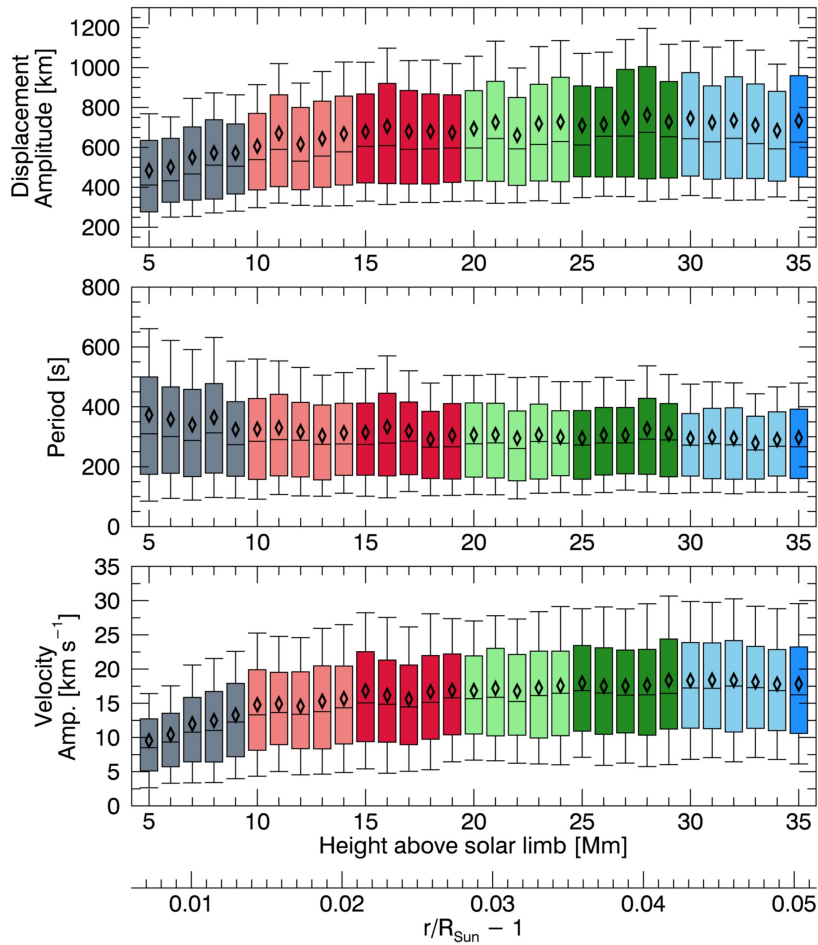 Displacement
Amplitude [km]
1200
1000
800
600
400
200
5 10 15 20 25 30 35
Period [s]
800
600
400
200
0
5 10 15 20 25 30 35
Velocity
Amp. [km s⁻¹]
35
30
25
20
15
10
5
0
5 10 15 20 25 30 35
Height above solar limb [Mm]
0.01 0.02 0.03 0.04 0.05
r/R_Sun − 1